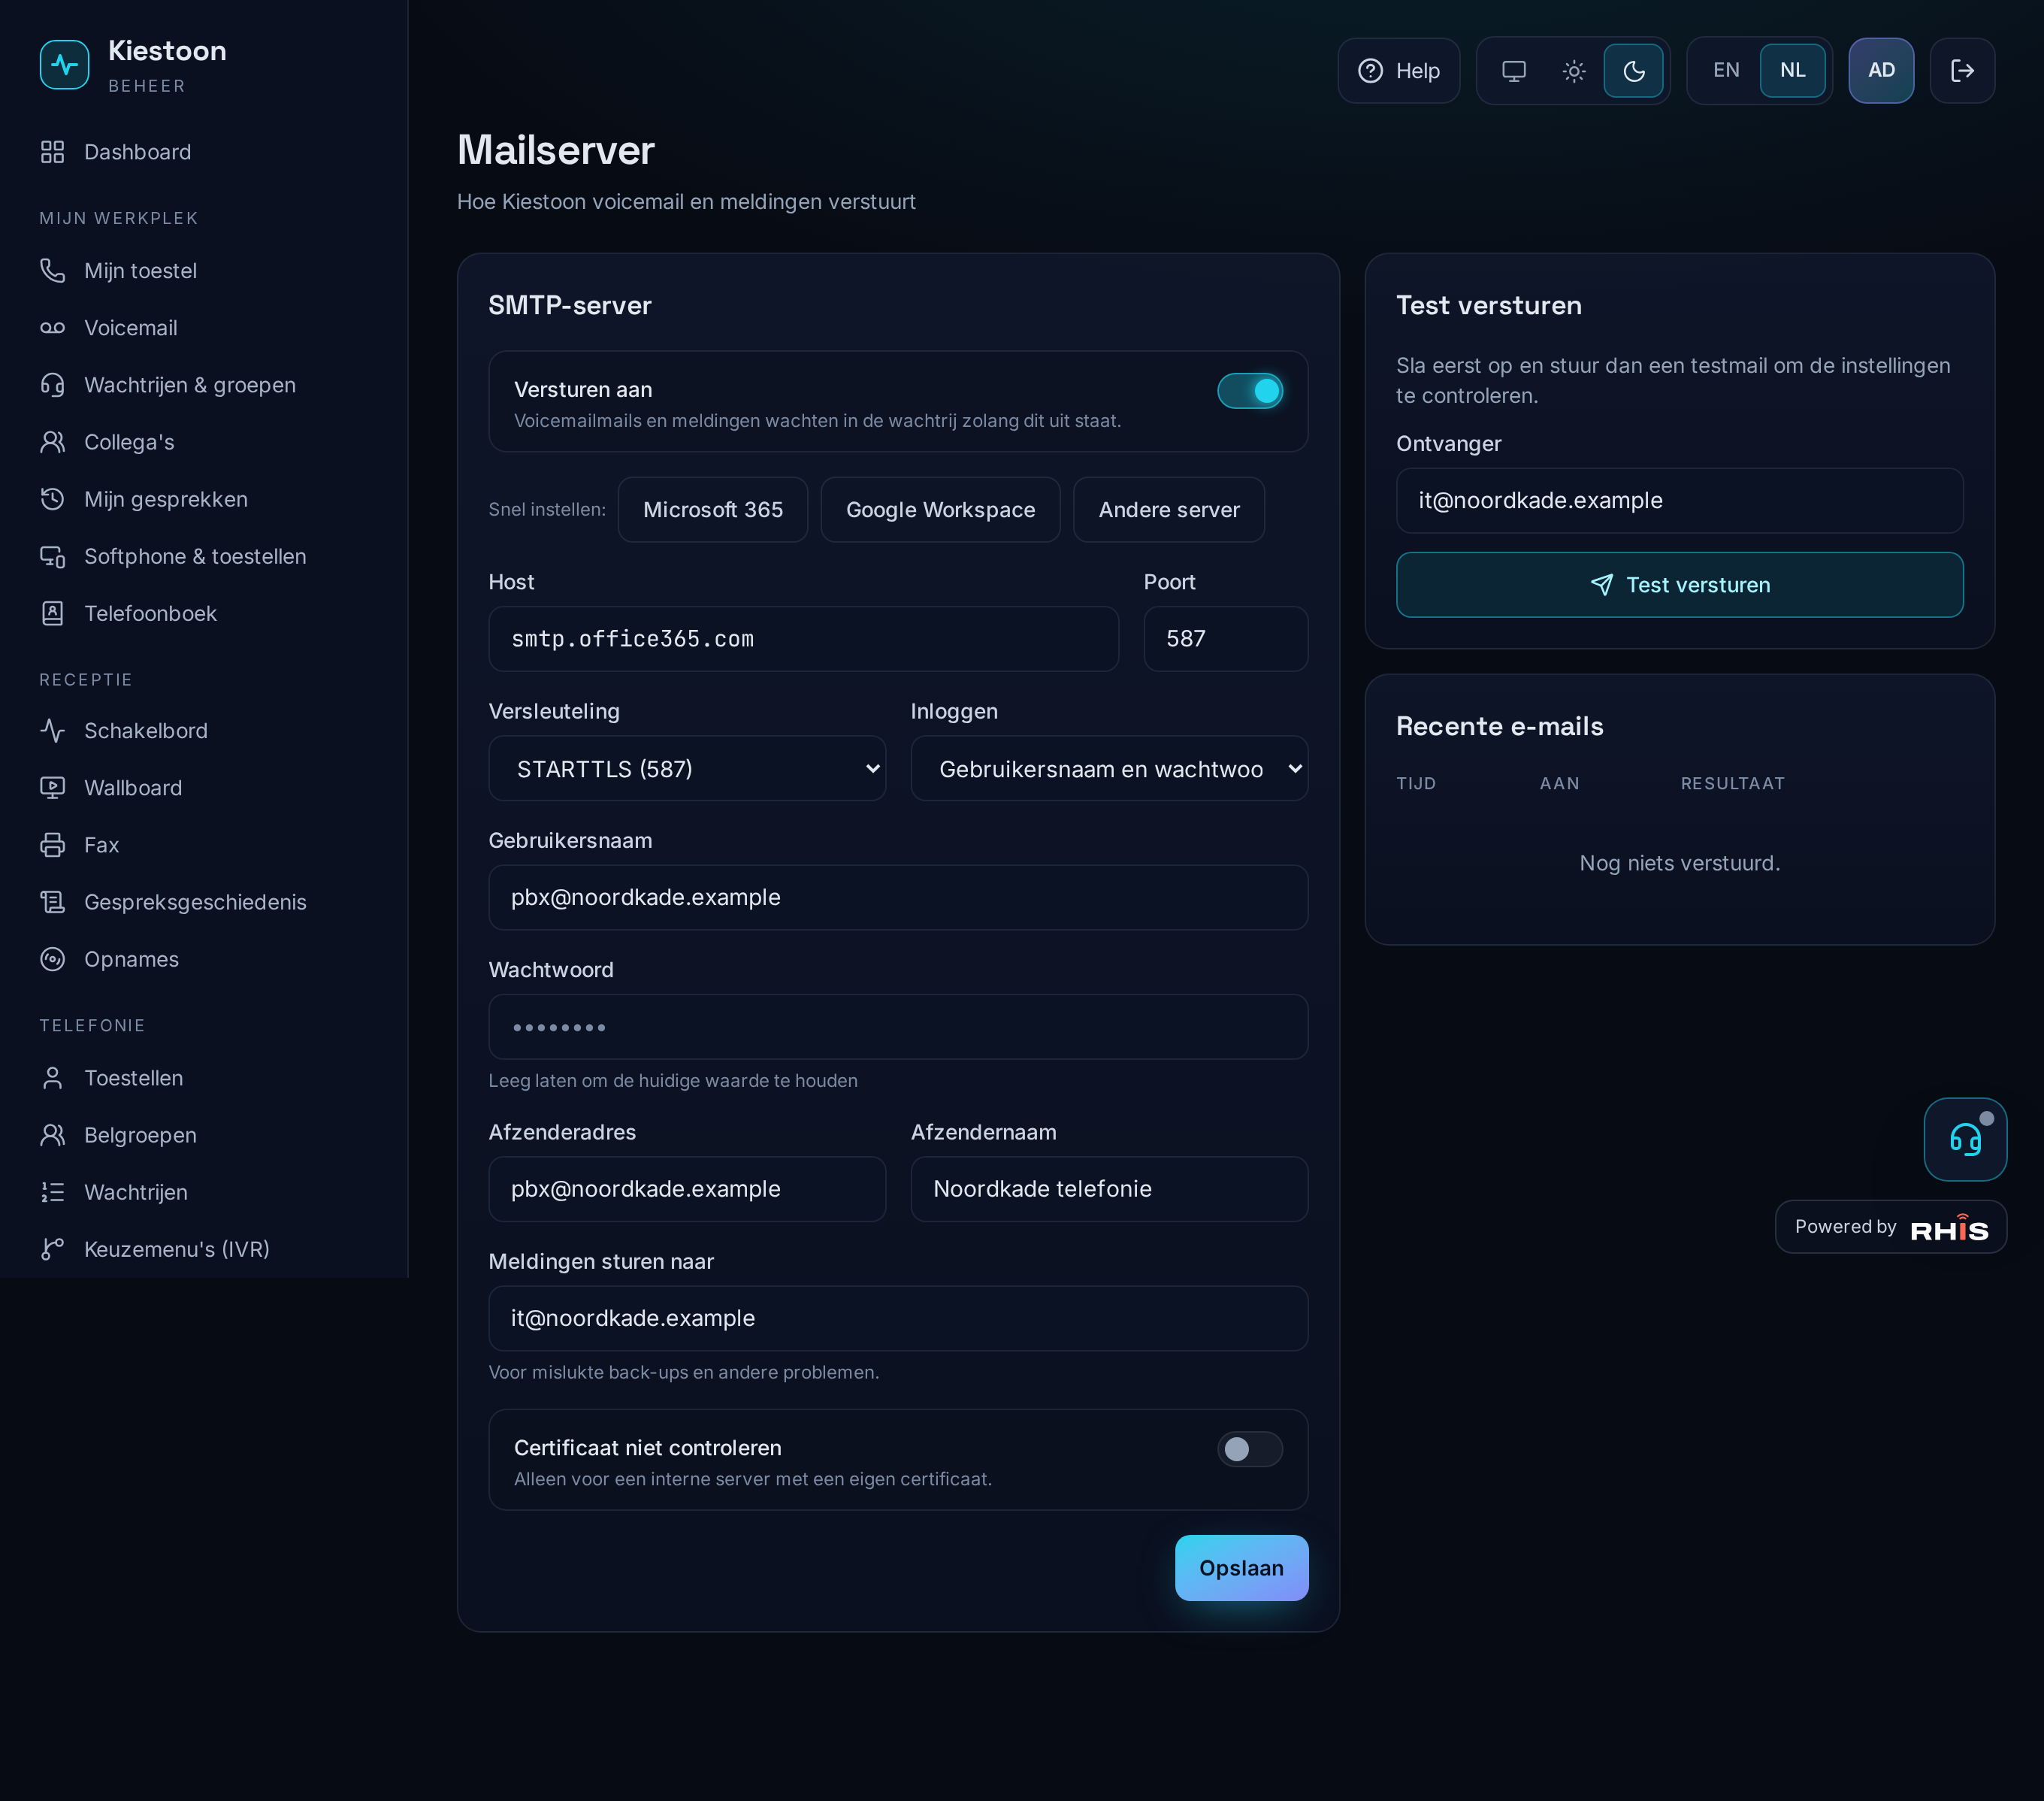 Kiestoon
BEHEER
Dashboard
MIJN WERKPLEK
Mijn toestel
Voicemail
Wachtrijen & groepen
Collega's
Mijn gesprekken
Softphone & toestellen
Telefoonboek
RECEPTIE
Schakelbord
Wallboard
Fax
Gespreksgeschiedenis
Opnames
TELEFONIE
Toestellen
Belgroepen
Wachtrijen
Keuzemenu's (IVR)
Help
EN
NL
AD
Mailserver
Hoe Kiestoon voicemail en meldingen verstuurt
SMTP-server
Versturen aan
Voicemailmails en meldingen wachten in de wachtrij zolang dit uit staat.
Snel instellen:
Microsoft 365
Google Workspace
Andere server
Host
Poort
smtp.office365.com
587
Versleuteling
Inloggen
STARTTLS (587)
Gebruikersnaam en wachtwoo
Gebruikersnaam
pbx@noordkade.example
Wachtwoord
••••••••
Leeg laten om de huidige waarde te houden
Afzenderadres
Afzendernaam
pbx@noordkade.example
Noordkade telefonie
Meldingen sturen naar
it@noordkade.example
Voor mislukte back-ups en andere problemen.
Certificaat niet controleren
Alleen voor een interne server met een eigen certificaat.
Opslaan
Test versturen
Sla eerst op en stuur dan een testmail om de instellingen
te controleren.
Ontvanger
it@noordkade.example
Test versturen
Recente e-mails
TIJD
AAN
RESULTAAT
Nog niets verstuurd.
Powered by RHiS